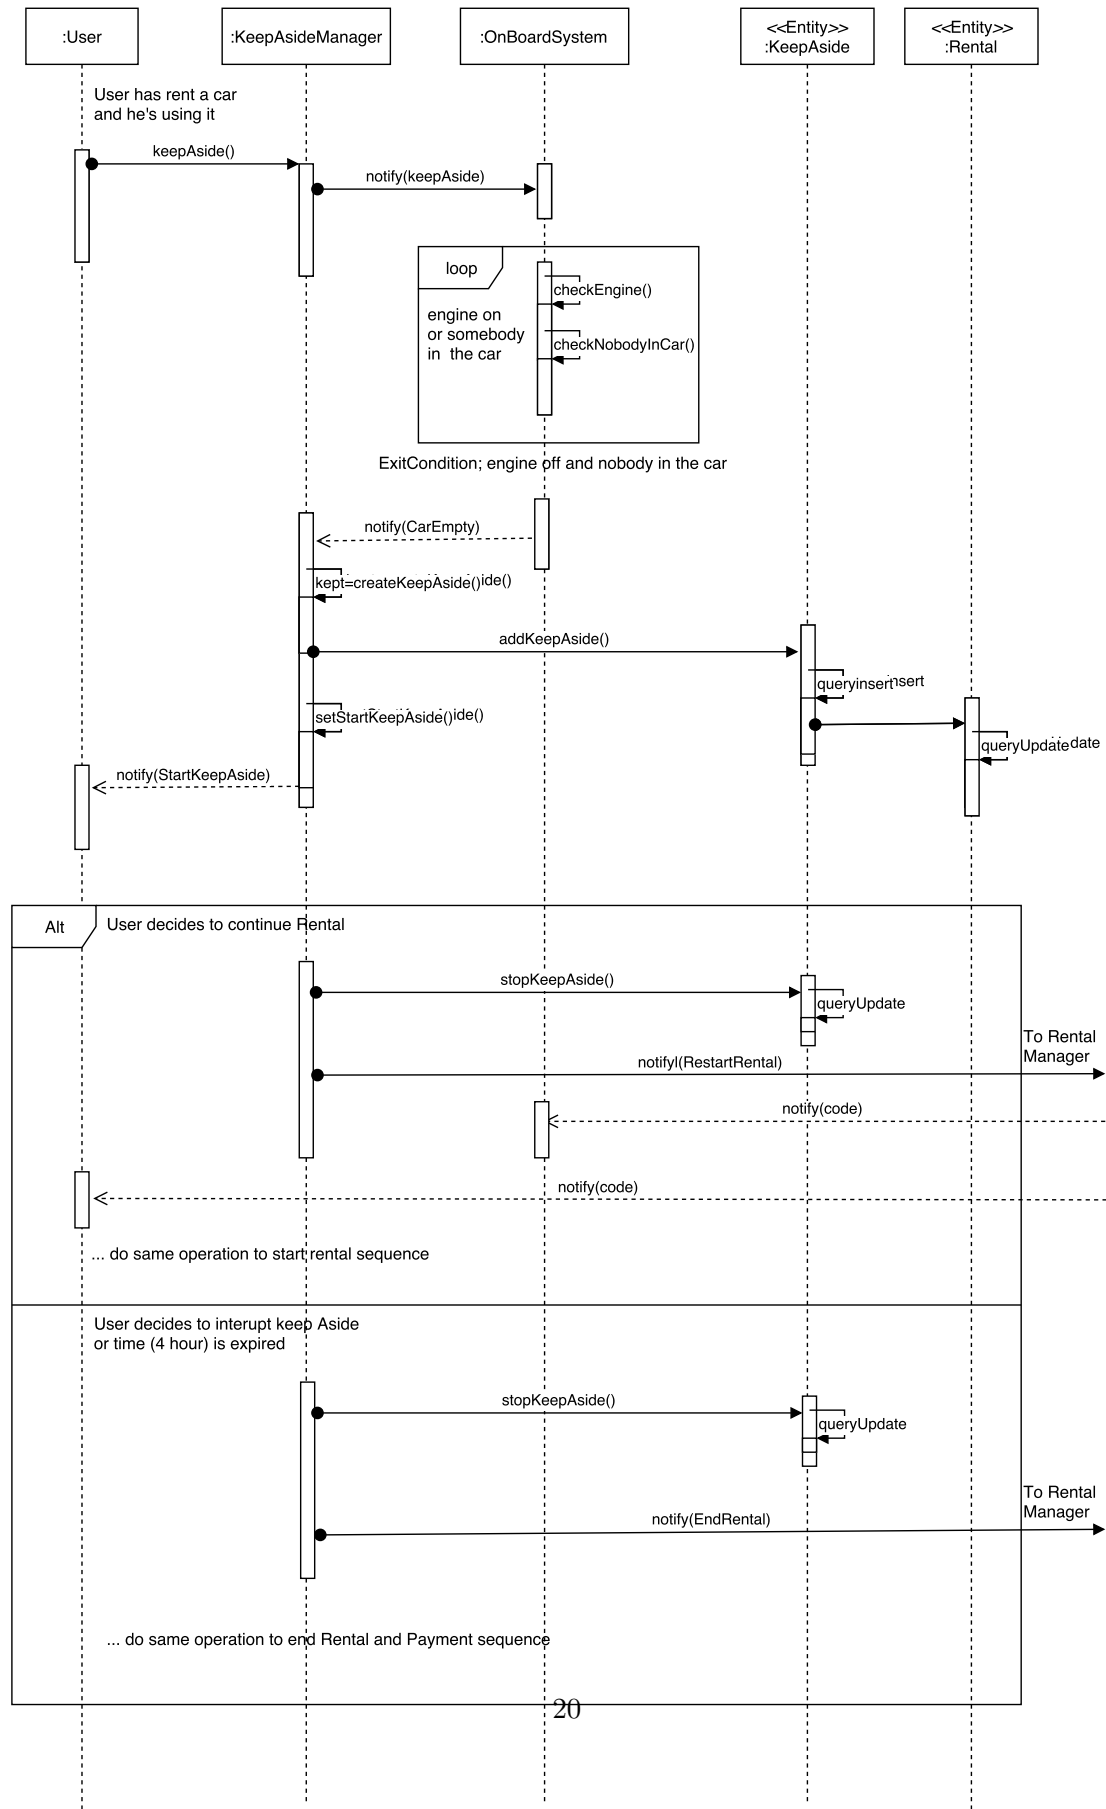 :User
:KeepAsideManager
:OnBoardSystem
<<Entity>>
:KeepAside
<<Entity>>
:Rental
User has rent a car
and he's using it
keepAside()
notify(keepAside)
loop
checkEngine()
engine on
or somebody
in the car
checkNobodyInCar()
ExitCondition; engine off and nobody in the car
notify(CarEmpty)
kept=createKeepAside()
addKeepAside()
queryinsert
setStartKeepAside()
queryUpdate
notify(StartKeepAside)
Alt
User decides to continue Rental
stopKeepAside()
queryUpdate
To Rental
Manager
notifyl(RestartRental)
notify(code)
notify(code)
... do same operation to start rental sequence
User decides to interupt keep Aside
or time (4 hour) is expired
stopKeepAside()
queryUpdate
To Rental
Manager
notify(EndRental)
... do same operation to end Rental and Payment sequence
20